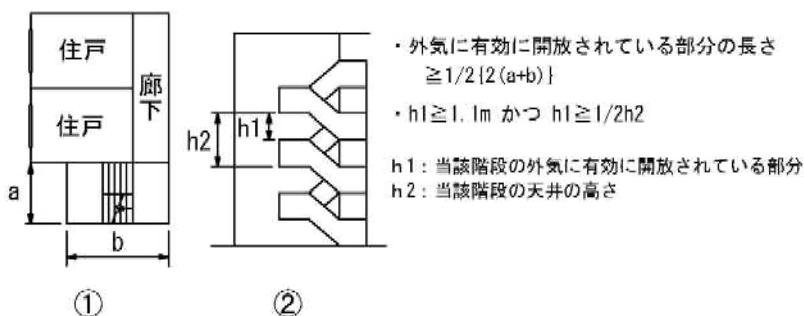 住戸
住戸
廊下
a
b
①
h2
h1
②
・外気に有効に開放されている部分の長さ
≧1/2{2(a+b)}
・h1≧1.1m かつ h1≧1/2h2
h1：当該階段の外気に有効に開放されている部分
h2：当該階段の天井の高さ